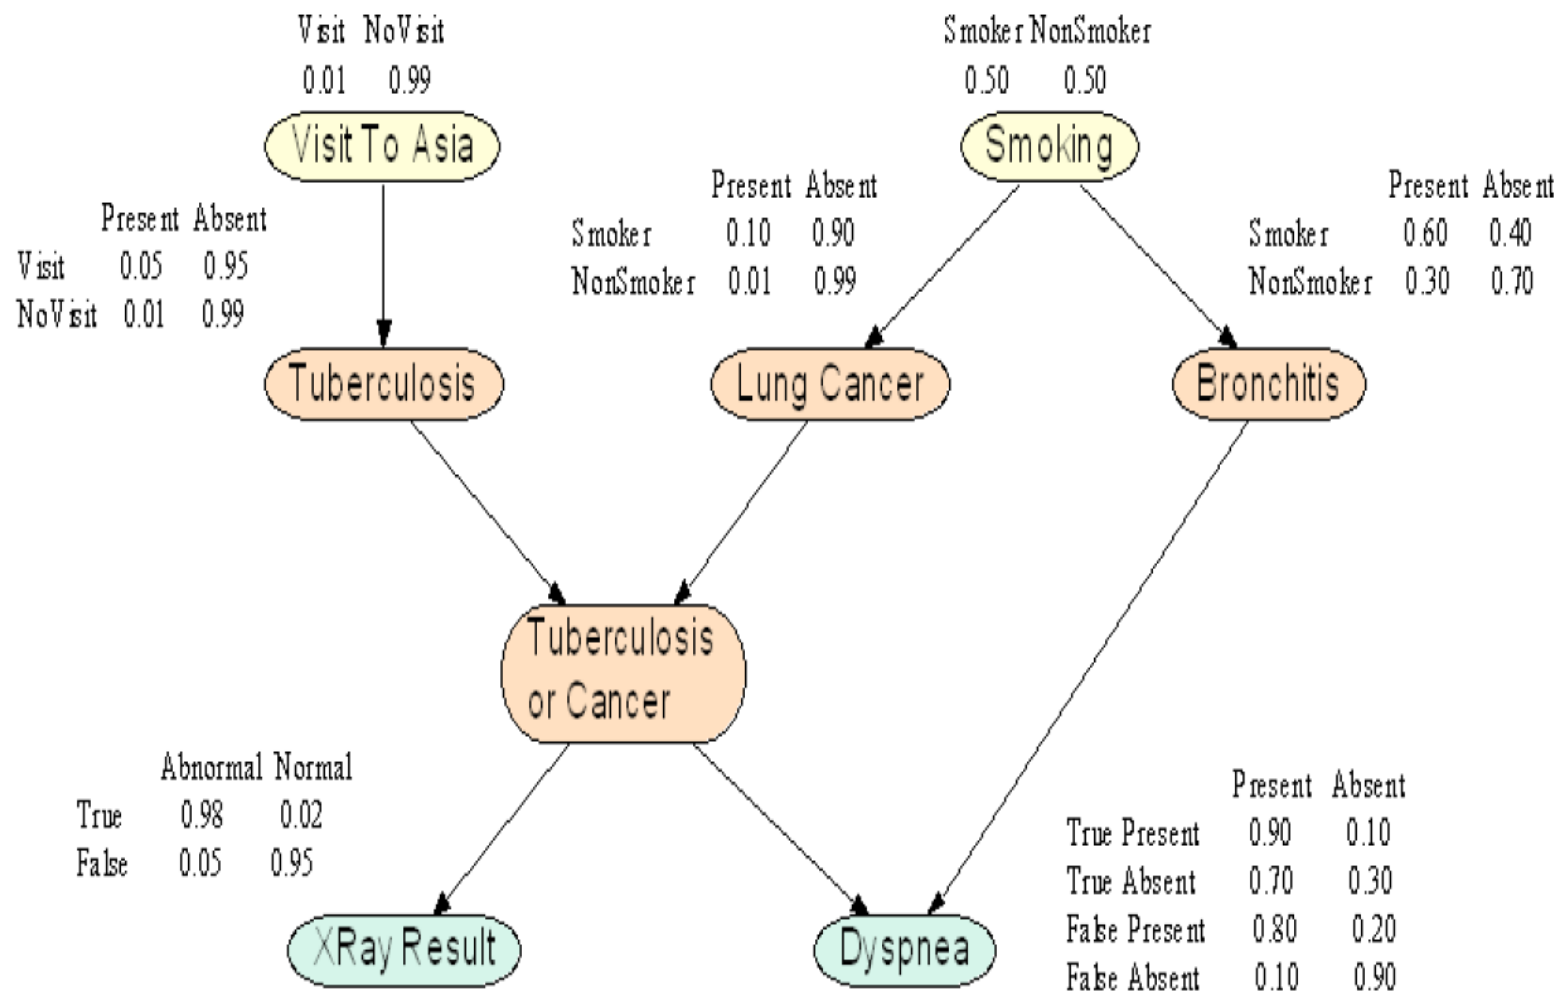 Visit NoVisit
0.01 0.99
Visit To Asia
Smoker NonSmoker
0.50 0.50
Smoking
Present Absent
Visit 0.05 0.95
NoVisit 0.01 0.99
Present Absent
Smoker 0.10 0.90
NonSmoker 0.01 0.99
Present Absent
Smoker 0.60 0.40
NonSmoker 0.30 0.70
Tuberculosis
Lung Cancer
Bronchitis
Tuberculosis
or Cancer
Abnormal Normal
True 0.98 0.02
False 0.05 0.95
Present Absent
True Present 0.90 0.10
True Absent 0.70 0.30
False Present 0.80 0.20
False Absent 0.10 0.90
XRay Result
Dyspnea